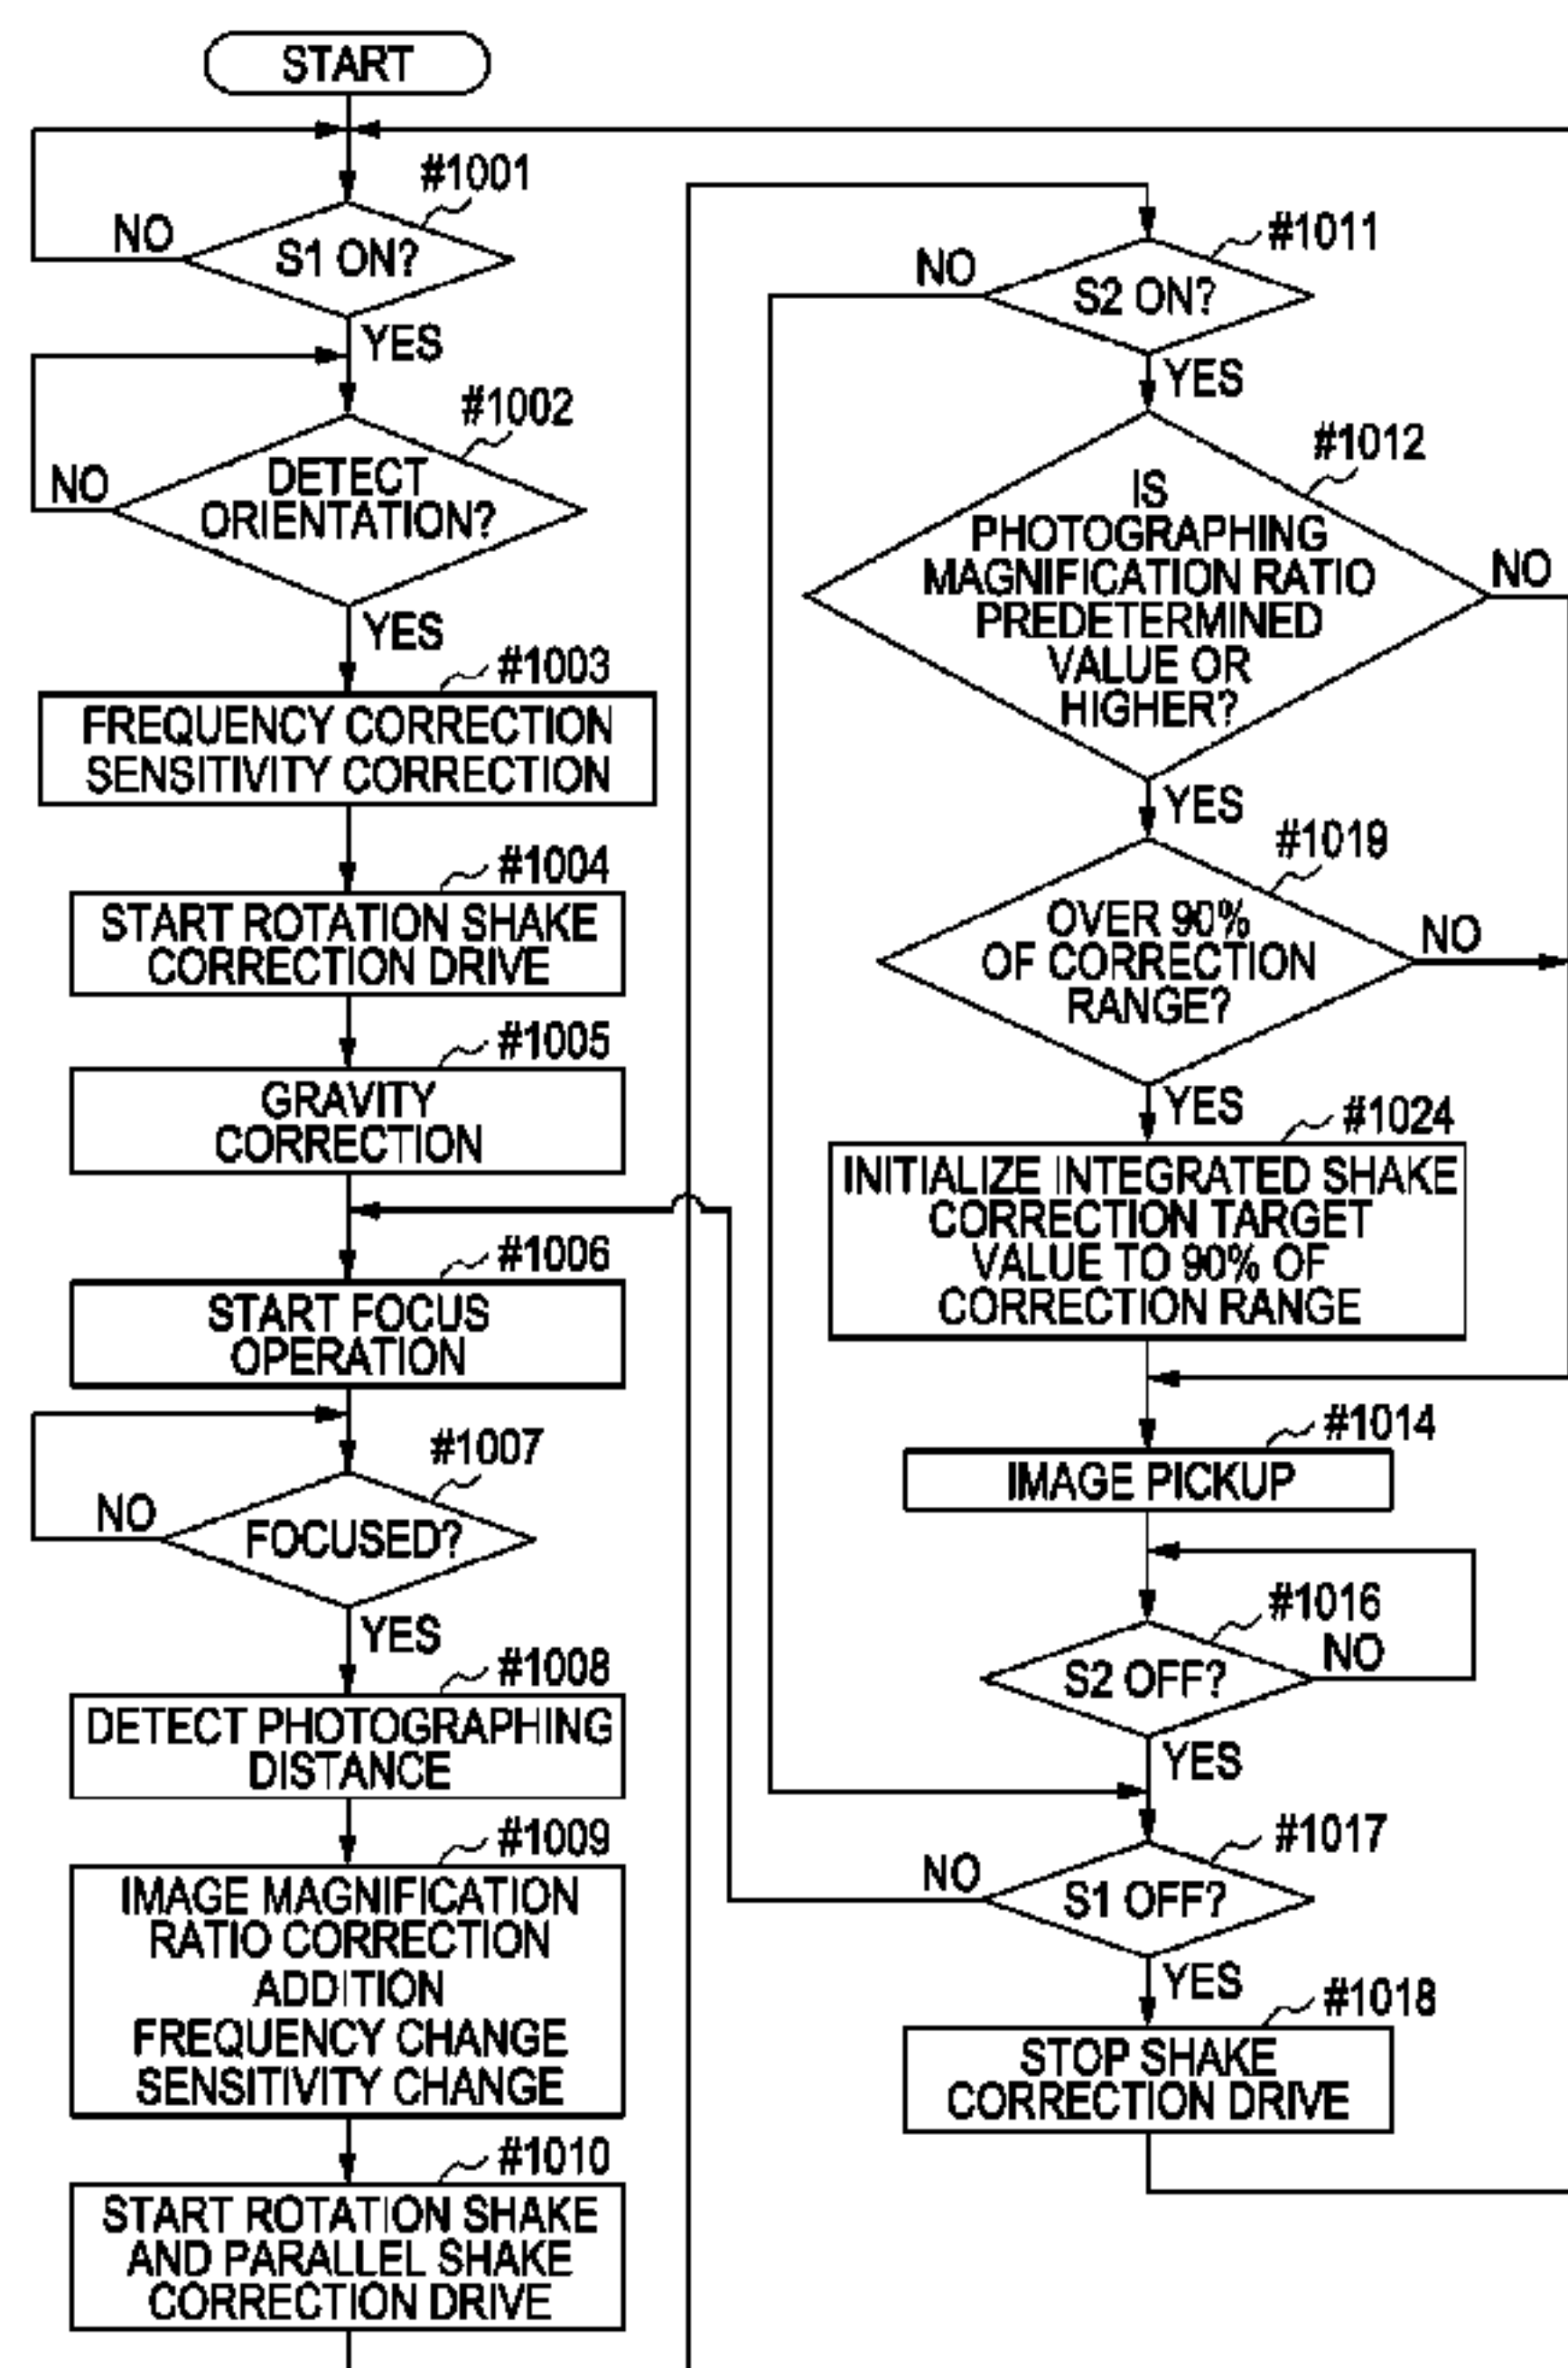 START
#1001
S1 ON?
NO
YES
#1002
DETECT
ORIENTATION?
NO
YES
#1003
FREQUENCY CORRECTION
SENSITIVITY CORRECTION
#1004
START ROTATION SHAKE
CORRECTION DRIVE
#1005
GRAVITY
CORRECTION
#1006
START FOCUS
OPERATION
#1007
FOCUSED?
NO
YES
#1008
DETECT PHOTOGRAPHING
DISTANCE
#1009
IMAGE MAGNIFICATION
RATIO CORRECTION
ADDITION
FREQUENCY CHANGE
SENSITIVITY CHANGE
#1010
START ROTATION SHAKE
AND PARALLEL SHAKE
CORRECTION DRIVE
#1011
S2 ON?
NO
YES
#1012
IS
PHOTOGRAPHING
MAGNIFICATION RATIO
PREDETERMINED
VALUE OR
HIGHER?
NO
YES
#1019
OVER 90%
OF CORRECTION
RANGE?
NO
YES
#1024
INITIALIZE INTEGRATED SHAKE
CORRECTION TARGET
VALUE TO 90% OF
CORRECTION RANGE
#1014
IMAGE PICKUP
#1016
S2 OFF?
NO
YES
#1017
S1 OFF?
NO
YES
#1018
STOP SHAKE
CORRECTION DRIVE